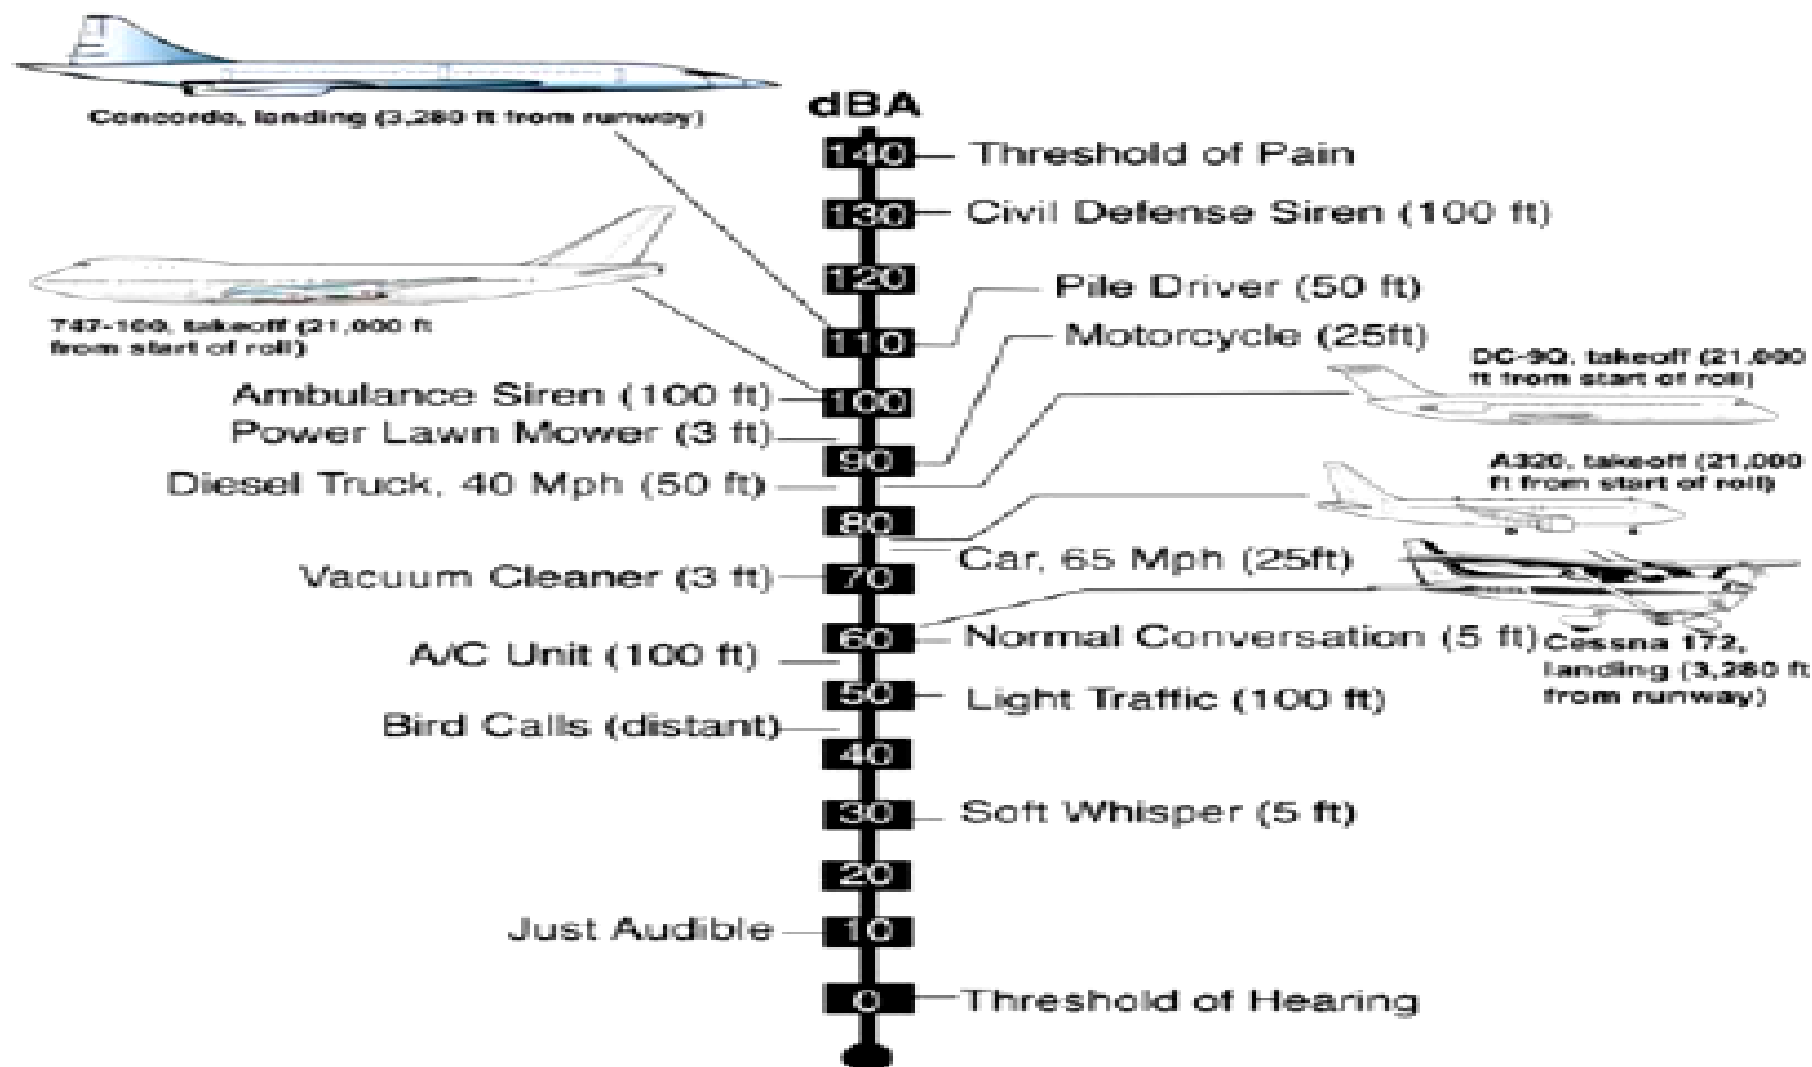 Concorde, landing (3,280 ft from runway)
dBA
140
Threshold of Pain
130
Civil Defense Siren (100 ft)
120
Pile Driver (50 ft)
747-100, takeoff (21,000 ft
from start of roll)
110
Motorcycle (25ft)
DC-9Q, takeoff (21,000
ft from start of roll)
Ambulance Siren (100 ft)
100
Power Lawn Mower (3 ft)
90
A320, takeoff (21,000
ft from start of roll)
Diesel Truck, 40 Mph (50 ft)
80
Car, 65 Mph (25ft)
Vacuum Cleaner (3 ft)
70
60
Normal Conversation (5 ft)
Cessna 172,
landing (3,280 ft
from runway)
A/C Unit (100 ft)
50
Light Traffic (100 ft)
Bird Calls (distant)
40
30
Soft Whisper (5 ft)
20
Just Audible
10
0
Threshold of Hearing